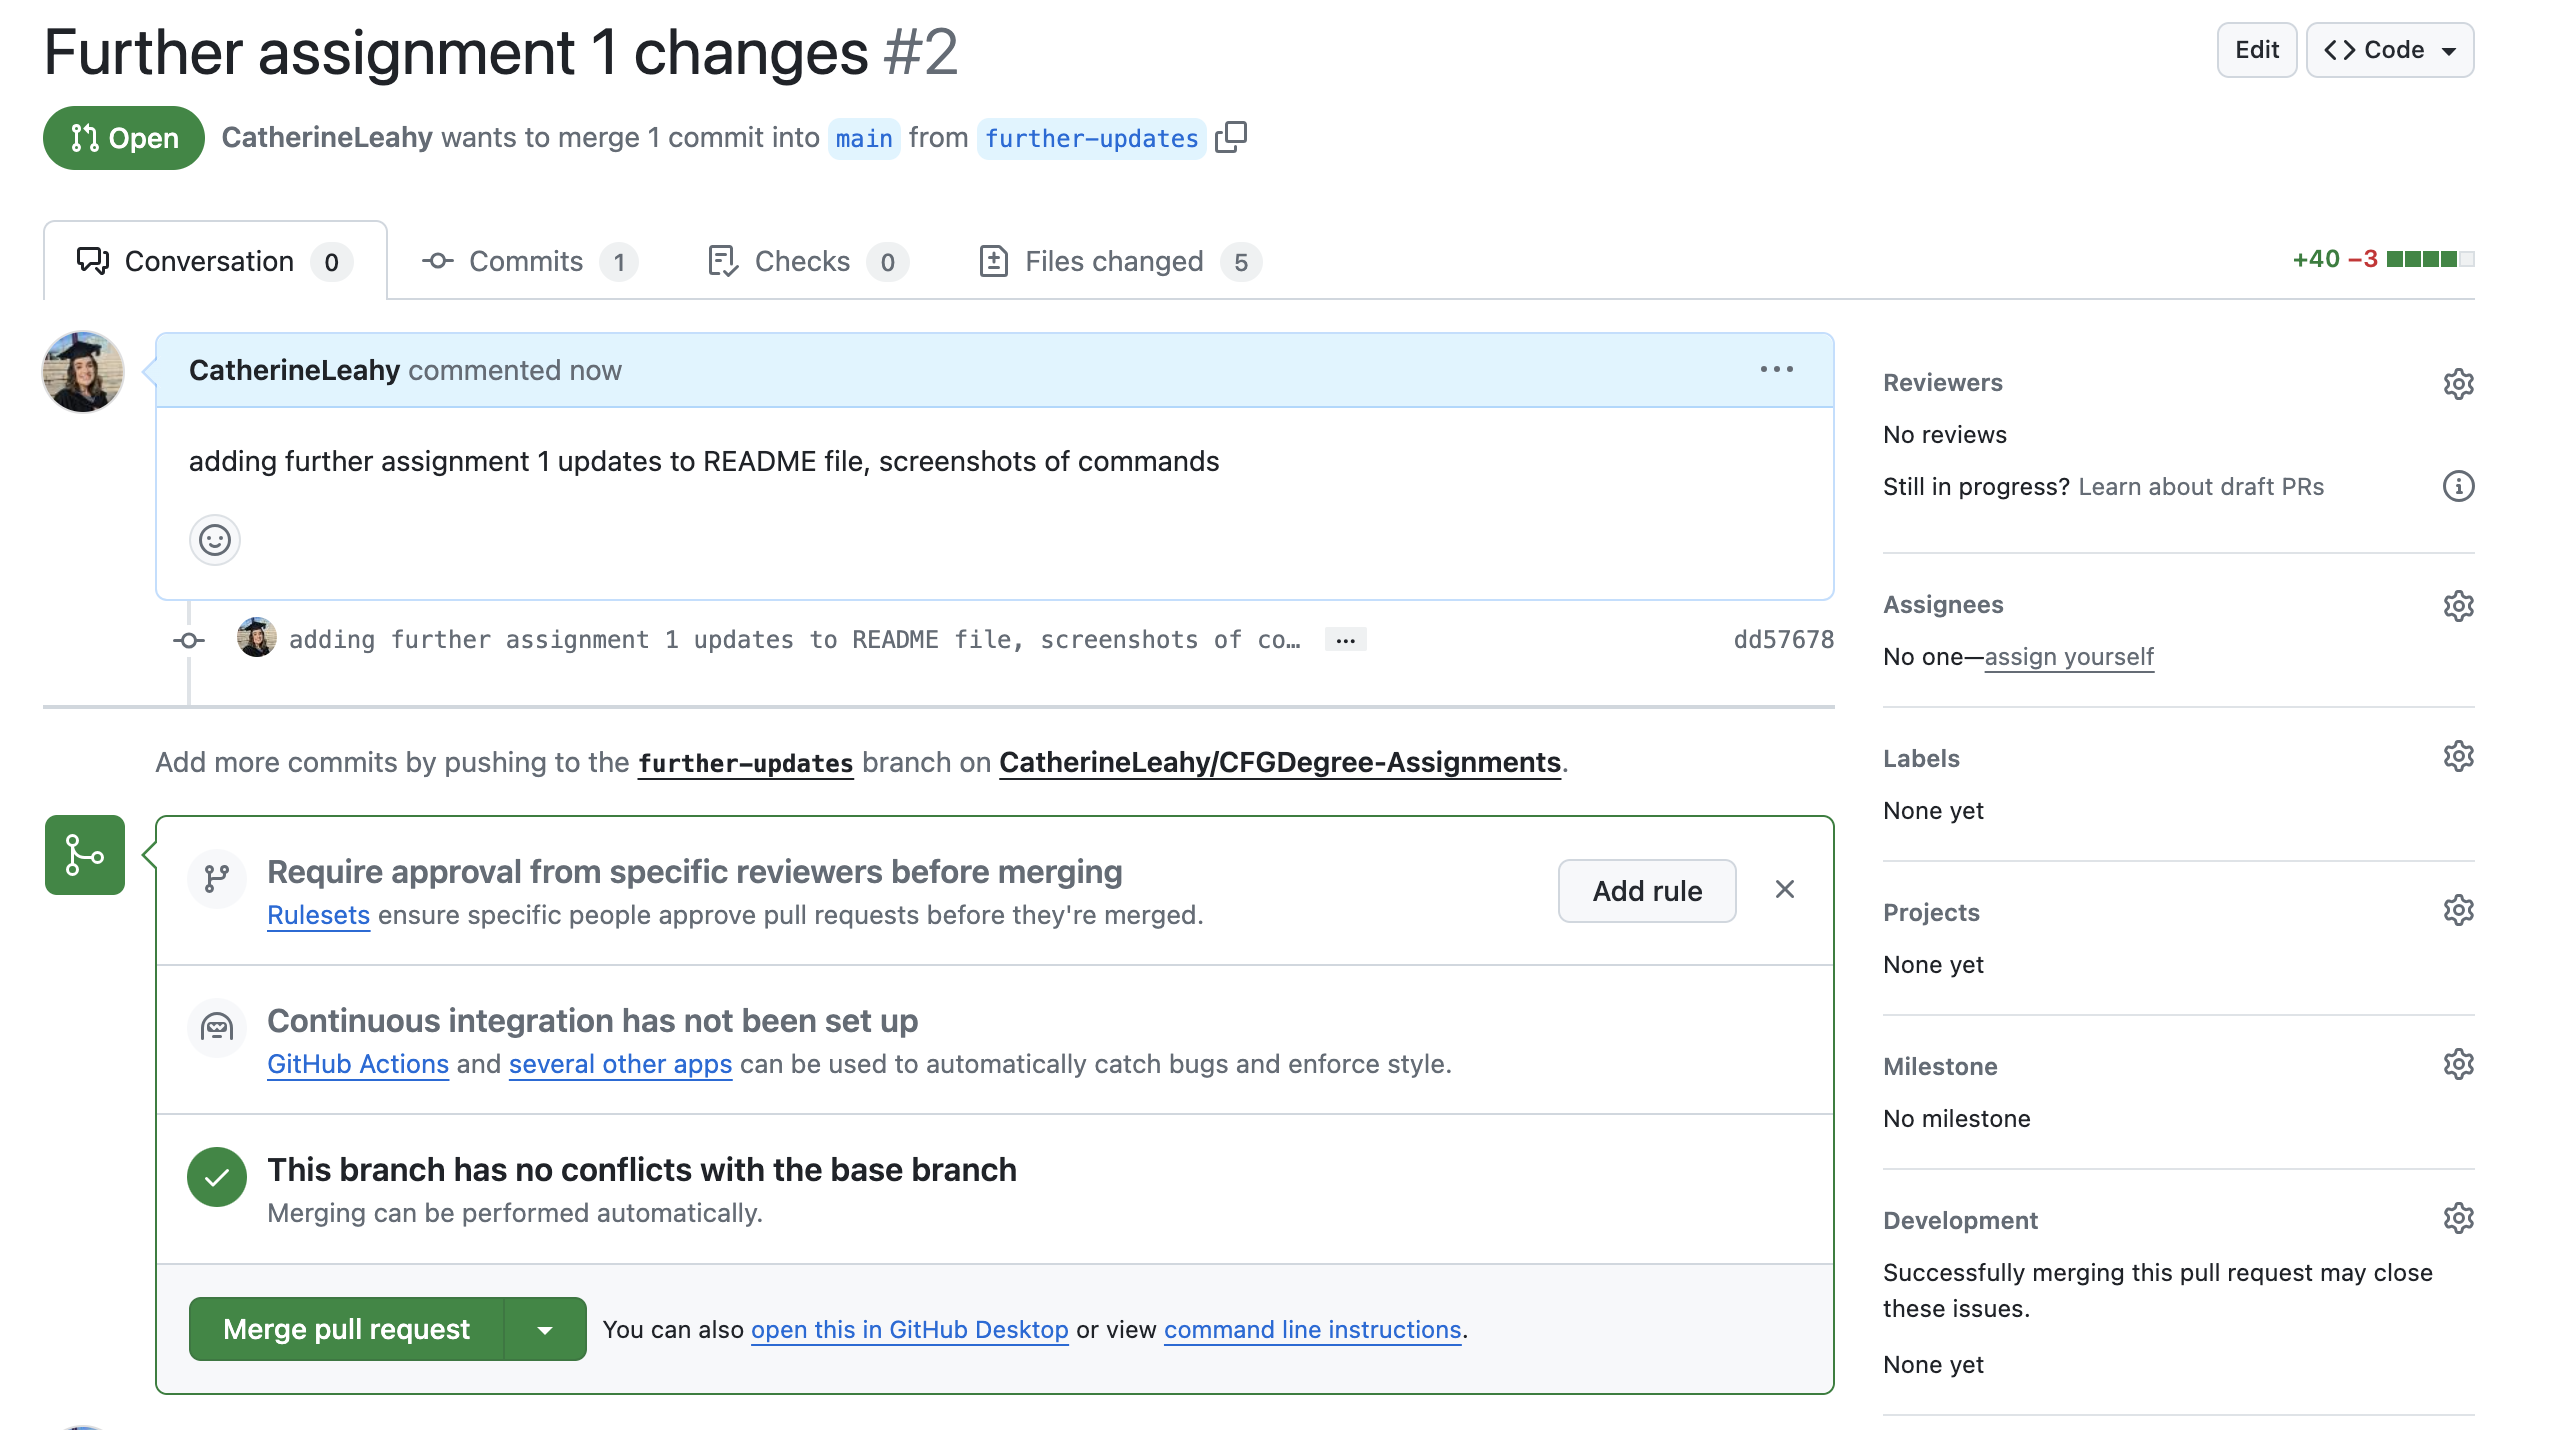 Further assignment 1 changes #2
Edit
Code
Open
CatherineLeahy wants to merge 1 commit into main from further-updates
Conversation 0
Commits 1
Checks 0
Files changed 5
+40 −3
CatherineLeahy commented now
adding further assignment 1 updates to README file, screenshots of commands
adding further assignment 1 updates to README file, screenshots of co… ...
dd57678
Add more commits by pushing to the further-updates branch on CatherineLeahy/CFGDegree-Assignments.
Require approval from specific reviewers before merging
Rulesets ensure specific people approve pull requests before they're merged.
Add rule
Continuous integration has not been set up
GitHub Actions and several other apps can be used to automatically catch bugs and enforce style.
This branch has no conflicts with the base branch
Merging can be performed automatically.
Merge pull request
You can also open this in GitHub Desktop or view command line instructions.
Reviewers
No reviews
Still in progress? Learn about draft PRs
Assignees
No one—assign yourself
Labels
None yet
Projects
None yet
Milestone
No milestone
Development
Successfully merging this pull request may close
these issues.
None yet